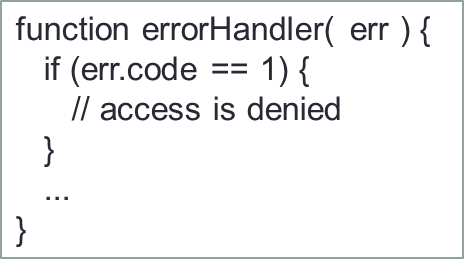 function errorHandler( err ) {
if (err.code == 1) {
// access is denied
}
...
}